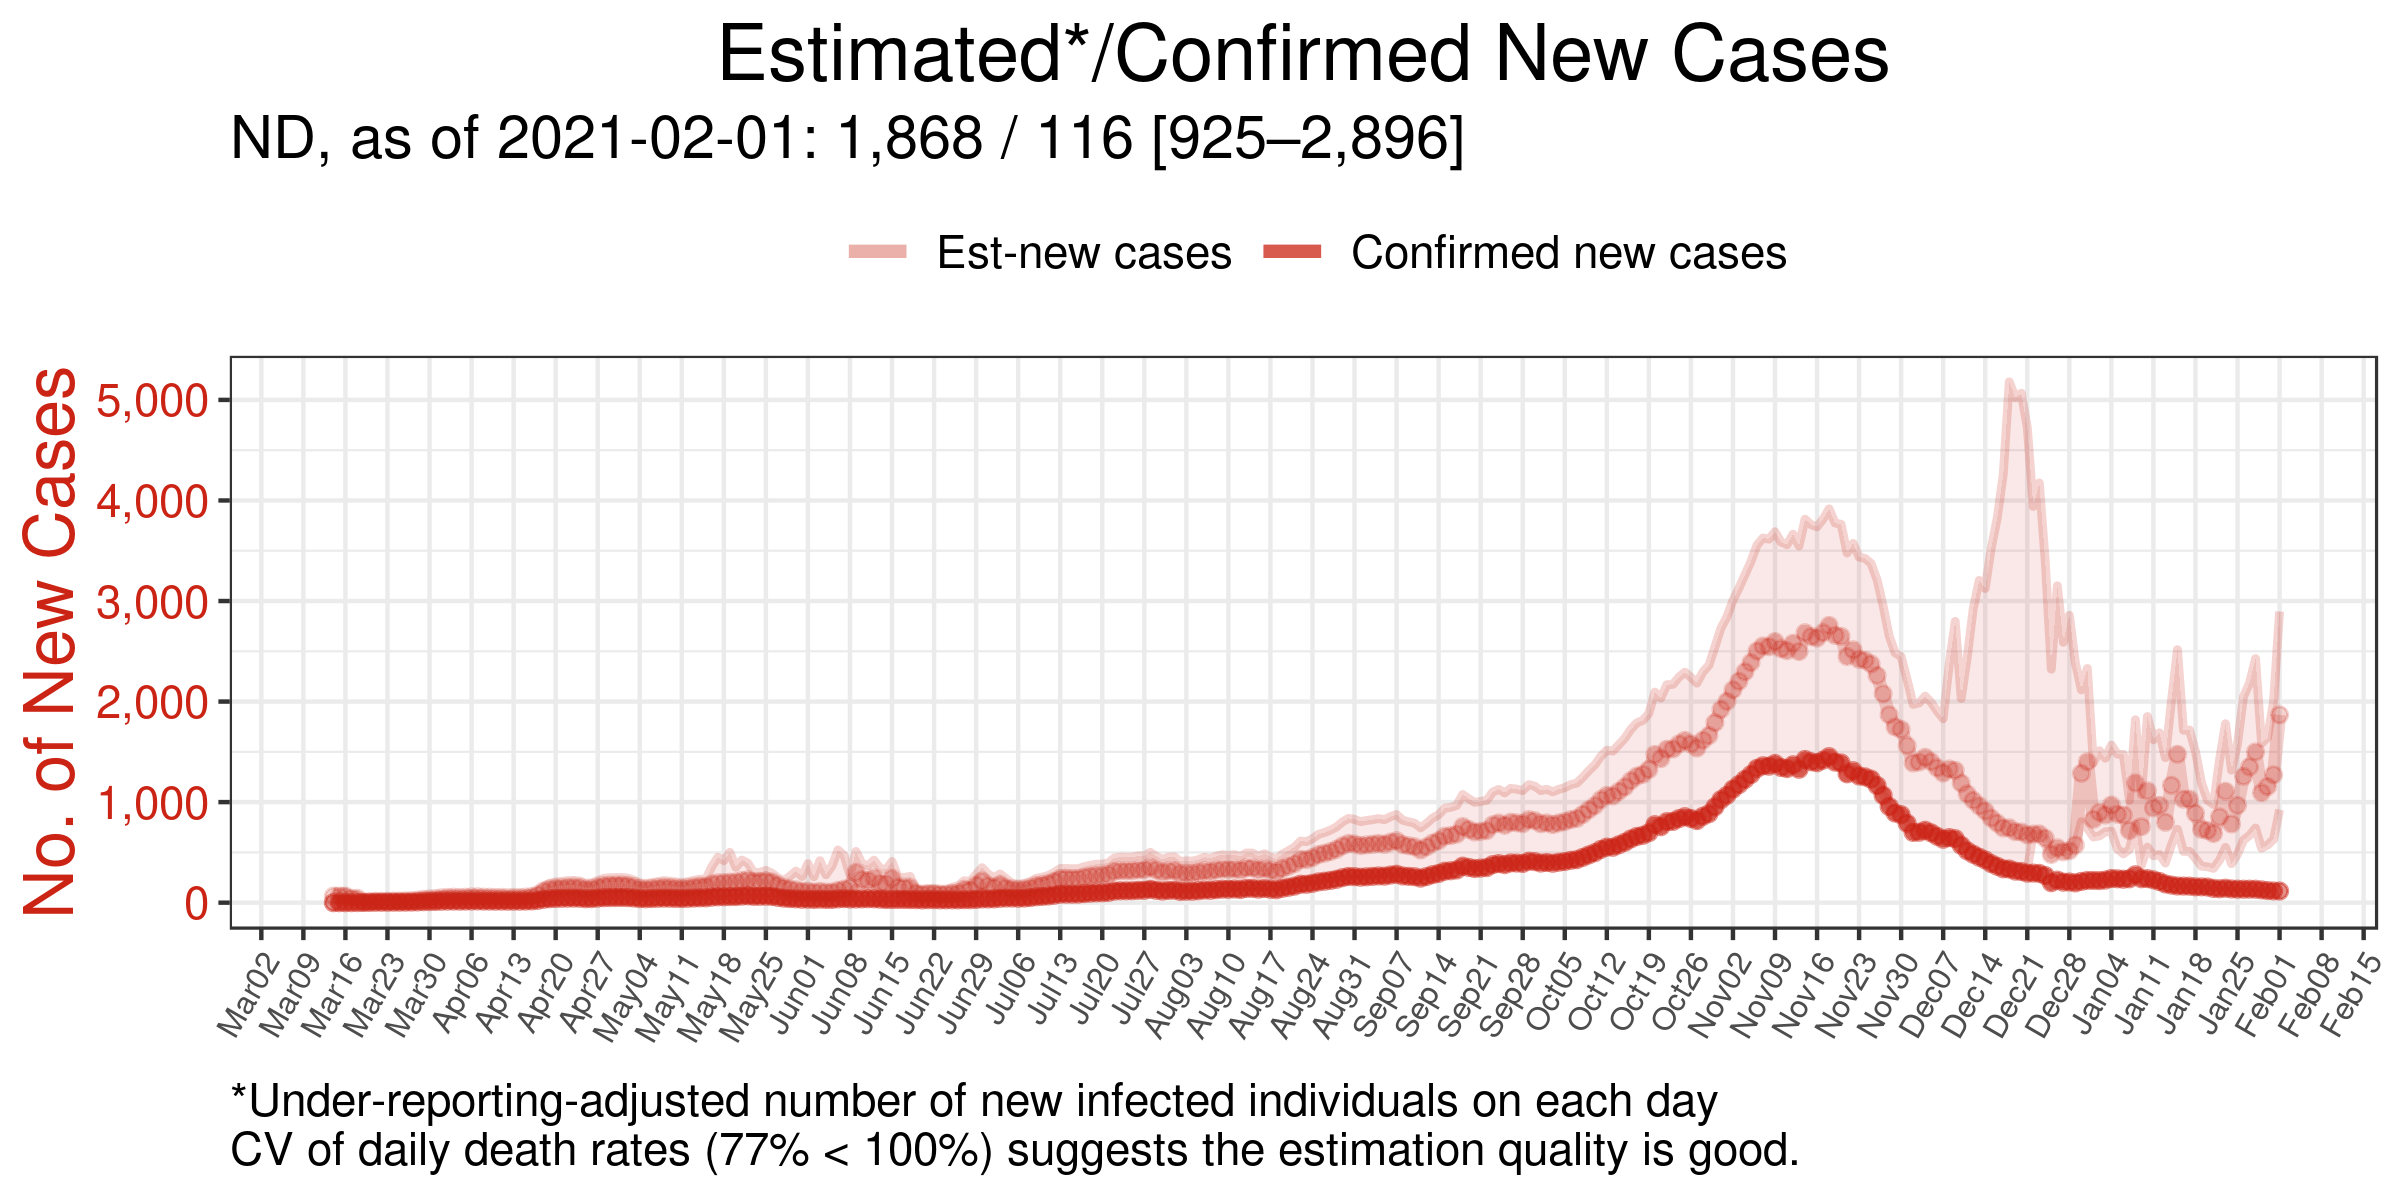 Estimated*/Confirmed New Cases
ND, as of 2021-02-01: 1,868 / 116 [925–2,896]
Est-new cases
Confirmed new cases
No. of New Cases
5,000
4,000
3,000
2,000
1,000
0
Mar02
Mar09
Mar16
Mar23
Mar30
Apr06
Apr13
Apr20
Apr27
May04
May11
May18
May25
Jun01
Jun08
Jun15
Jun22
Jun29
Jul06
Jul13
Jul20
Jul27
Aug03
Aug10
Aug17
Aug24
Aug31
Sep07
Sep14
Sep21
Sep28
Oct05
Oct12
Oct19
Oct26
Nov02
Nov09
Nov16
Nov23
Nov30
Dec07
Dec14
Dec21
Dec28
Jan04
Jan11
Jan18
Jan25
Feb01
Feb08
Feb15
*Under-reporting-adjusted number of new infected individuals on each day
CV of daily death rates (77% < 100%) suggests the estimation quality is good.